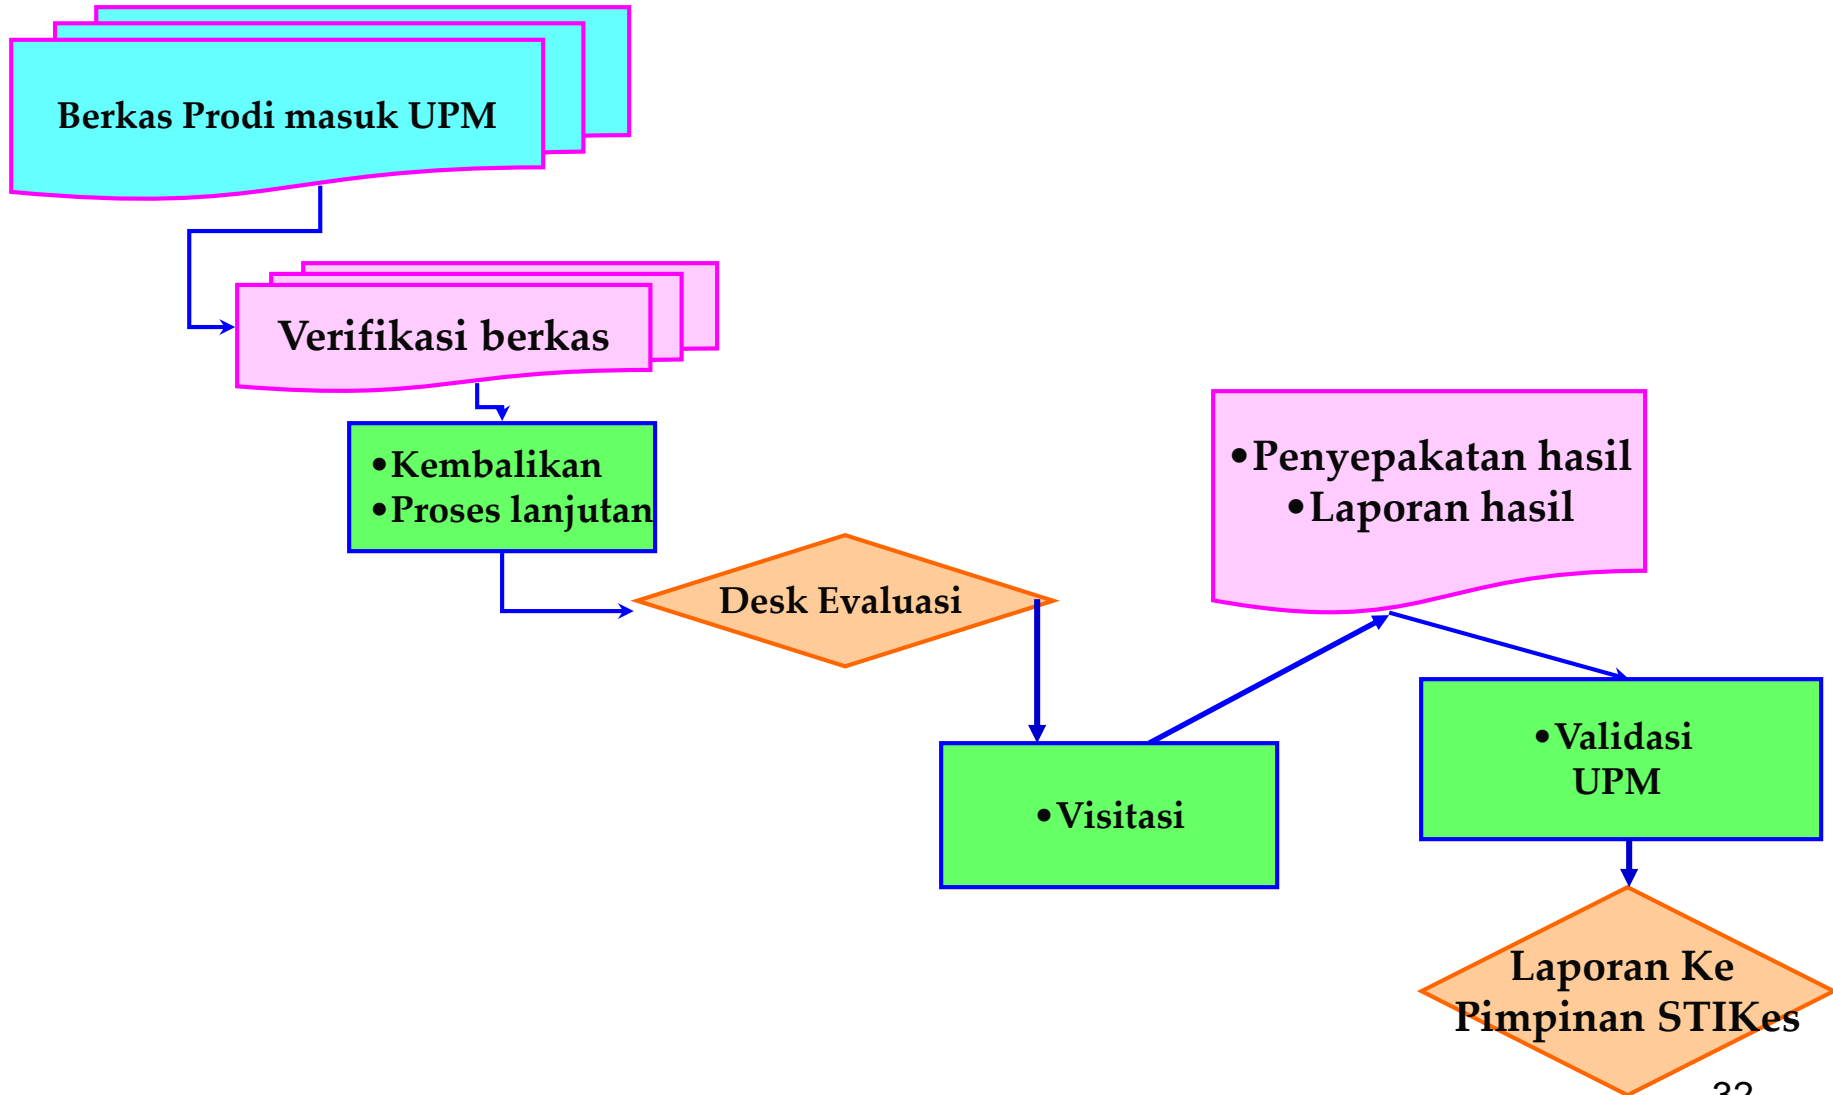 Berkas Prodi masuk UPM
Verifikasi berkas
•Kembalikan
•Proses lanjutan
Desk Evaluasi
•Visitasi
•Penyepakatan hasil
•Laporan hasil
•Validasi
UPM
Laporan Ke
Pimpinan STIKes
32